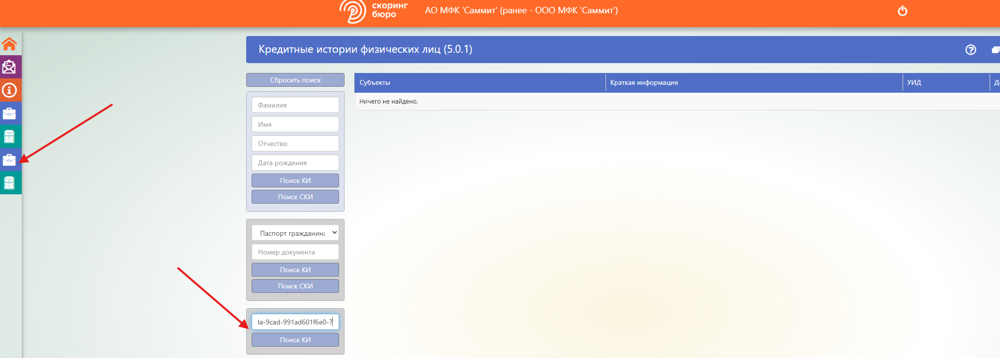 скоринг
бюро
АО МФК 'Саммит' (ранее - ООО МФК 'Саммит')
Кредитные истории физических лиц (5.0.1)
Сбросить поиск
Фамилия
Имя
Отчество
Дата рождения
Поиск КИ
Поиск СКИ
Паспорт гражданина
Номер документа
Поиск КИ
Поиск СКИ
da-9cad-991ad601f6e0-7
Поиск КИ
Субъекты Краткая информация УИД
Ничего не найдено.